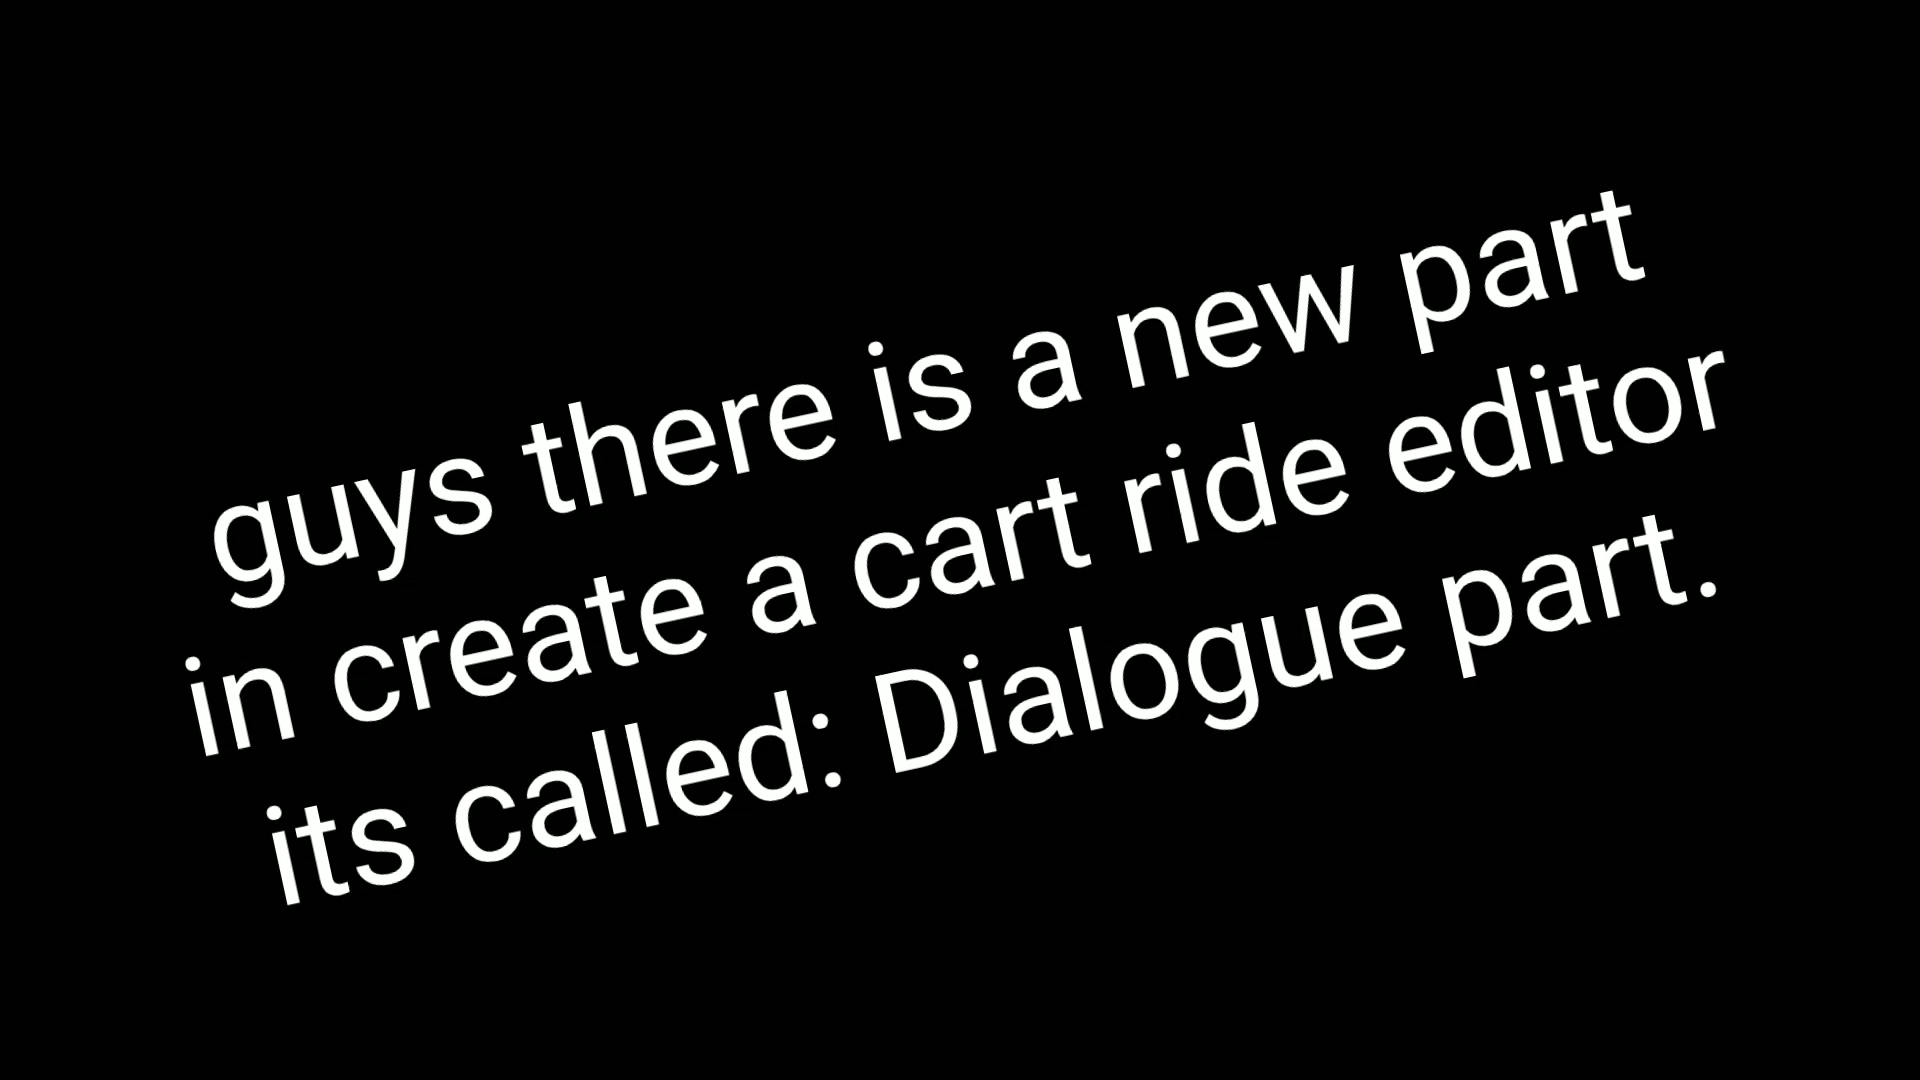 guys there is a new part
in create a cart ride editor
its called: Dialogue part.